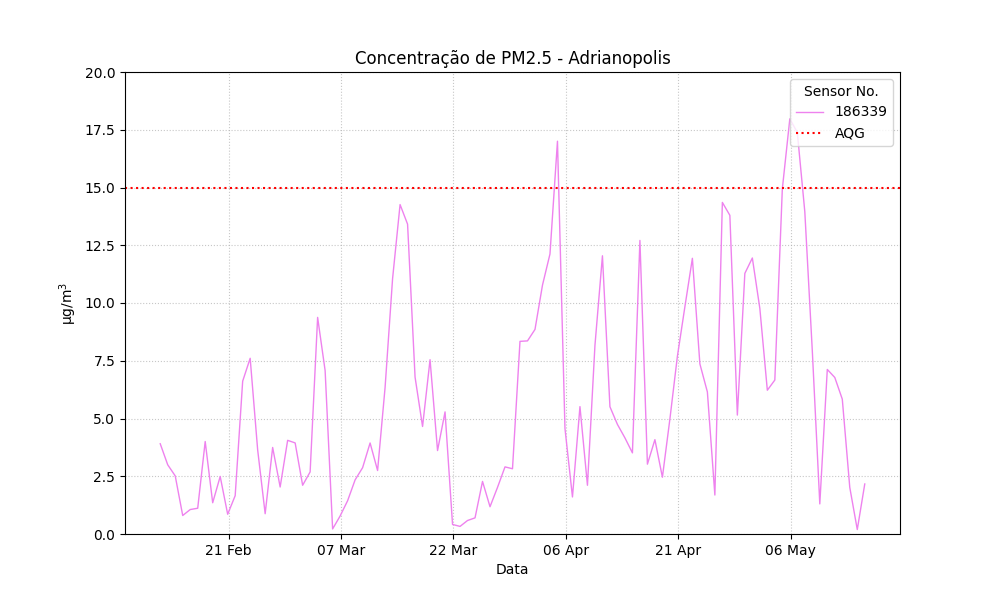 Concentração de PM2.5 - Adrianopolis
Sensor No.
186339
AQG
20.0
17.5
15.0
12.5
10.0
7.5
5.0
2.5
0.0
µg/m³
21 Feb
07 Mar
22 Mar
06 Apr
21 Apr
06 May
Data